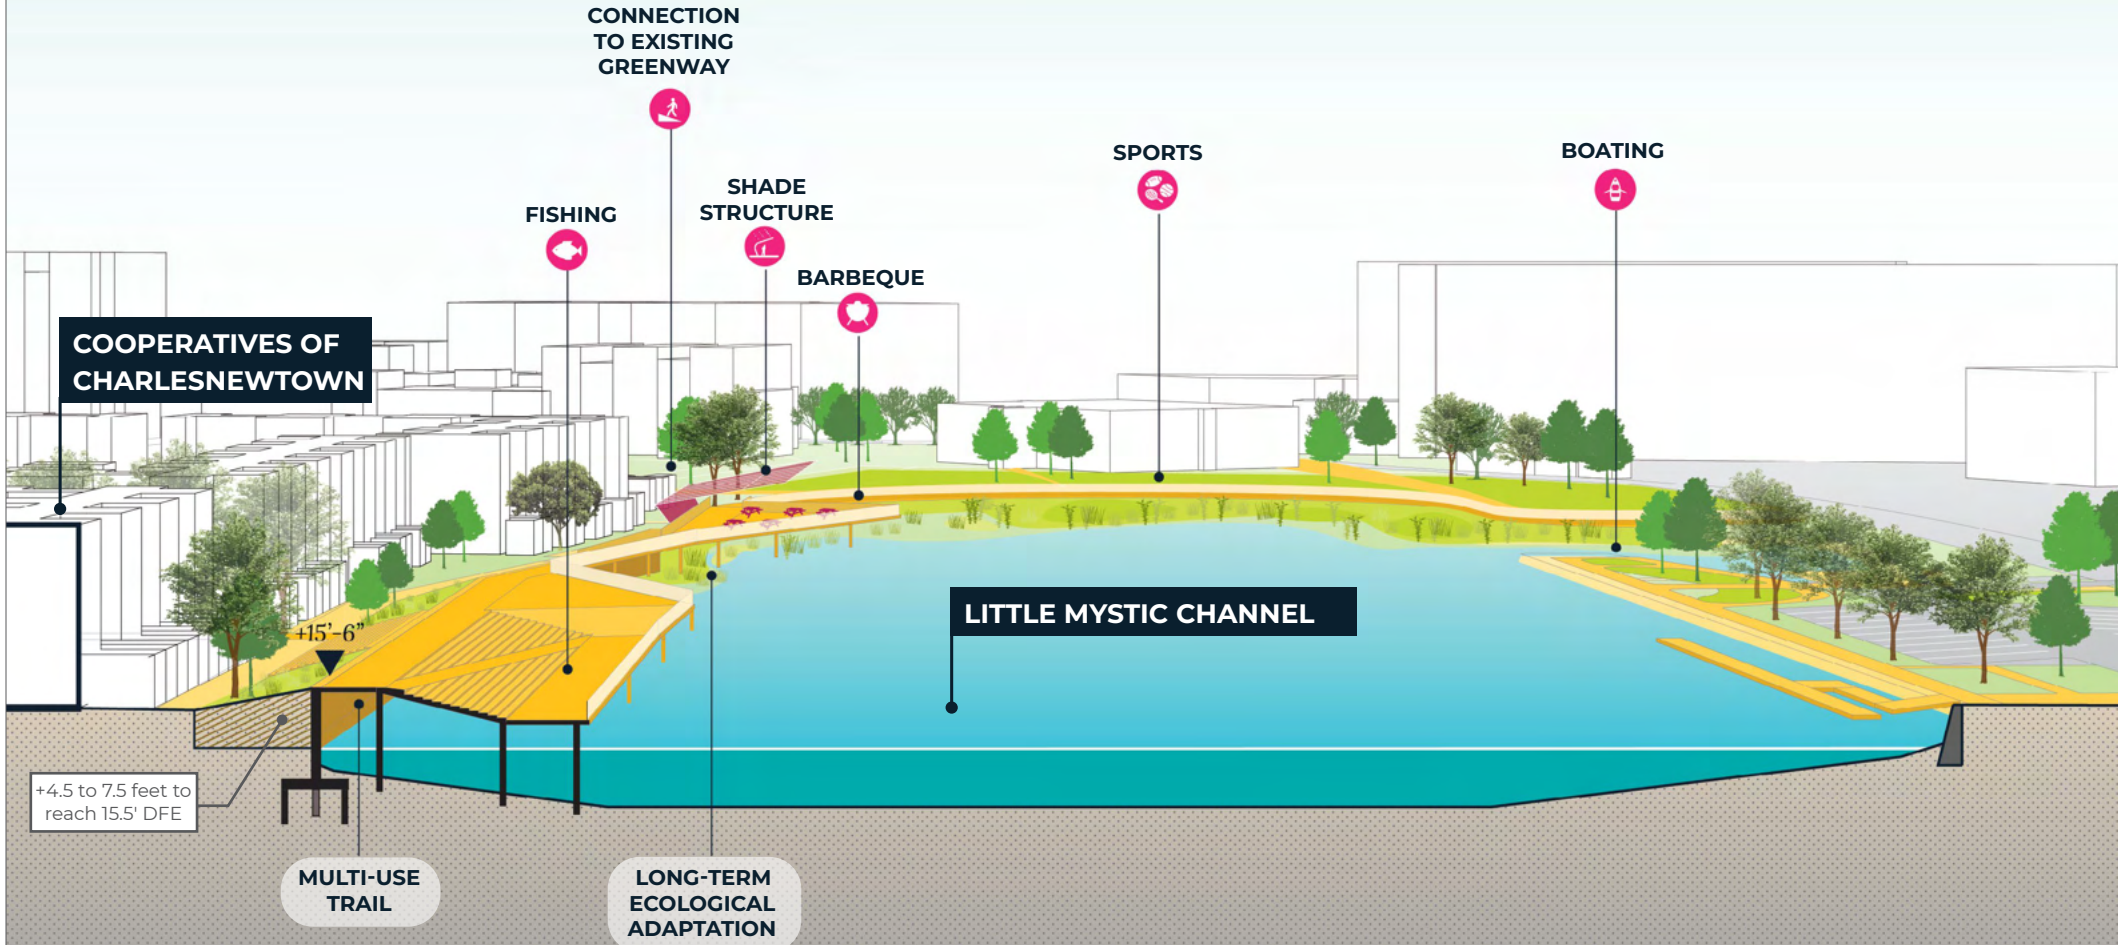 CONNECTION
TO EXISTING
GREENWAY
SPORTS
BOATING
SHADE
STRUCTURE
FISHING
BARBEQUE
COOPERATIVES OF
CHARLESNEWTOWN
LITTLE MYSTIC CHANNEL
+15'-6"
+4.5 to 7.5 feet to
reach 15.5' DFE
MULTI-USE
TRAIL
LONG-TERM
ECOLOGICAL
ADAPTATION